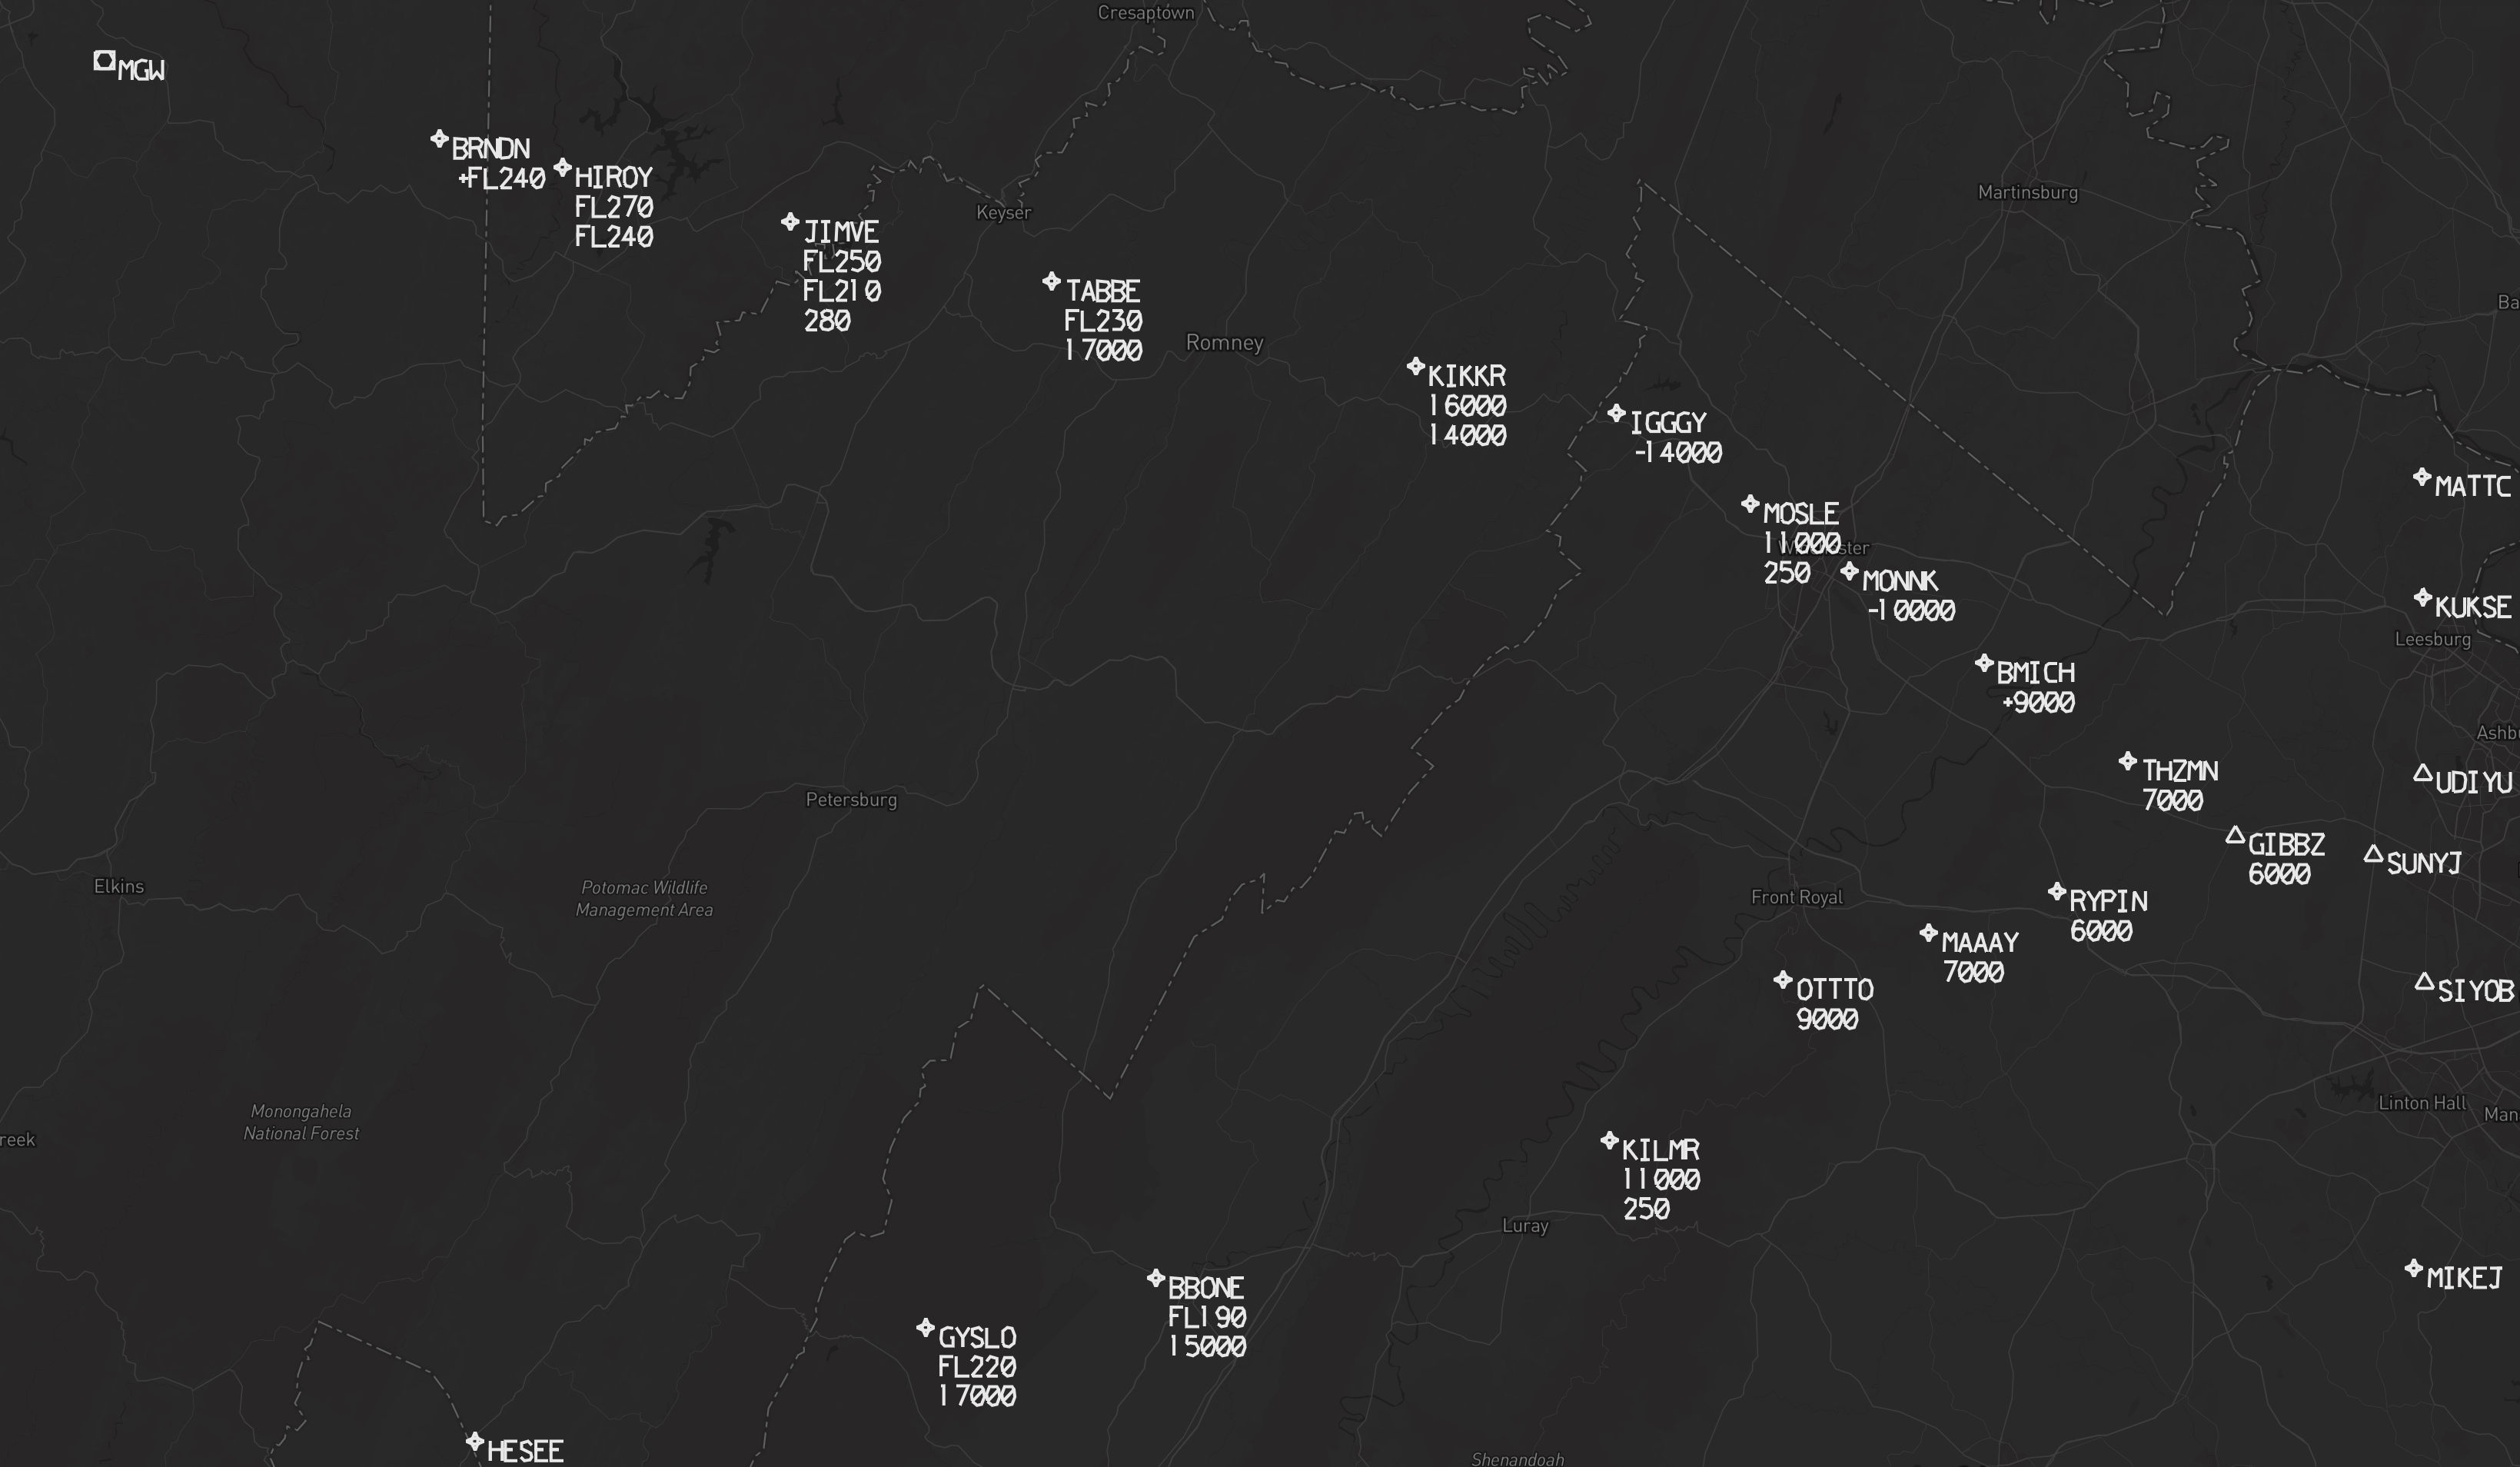 Cresaptown
MGW
BRNDN
+FL240
HIROY
FL270
FL240
Martinsburg
Keyser
JIMVE
FL250
FL210
280
TABBE
FL230
17000
Ba
Romney
KIKKR
16000
14000
IGGGY
-14000
MATTC
MOSLE
11000
250
MONNK
-10000
KUKSE
Leesburg
BMICH
+9000
Ashbu
THZMN
7000
UDIYU
Petersburg
GIBBZ
6000
SUNYJ
Elkins
Potomac Wildlife
Management Area
Front Royal
RYPIN
6000
MAAAY
7000
OTTTO
9000
SIYOB
Monongahela
National Forest
Linton Hall
Man
reek
KILMR
11000
250
Luray
BBONE
FL190
15000
MIKEJ
GYSLO
FL220
17000
HESEE
Shenandoah